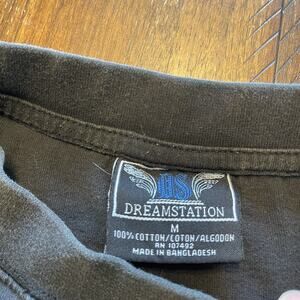 DS
DREAMSTATION
M
100% COTTON/COTON/ALGODON
RN 107492
MADE IN BANGLADESH